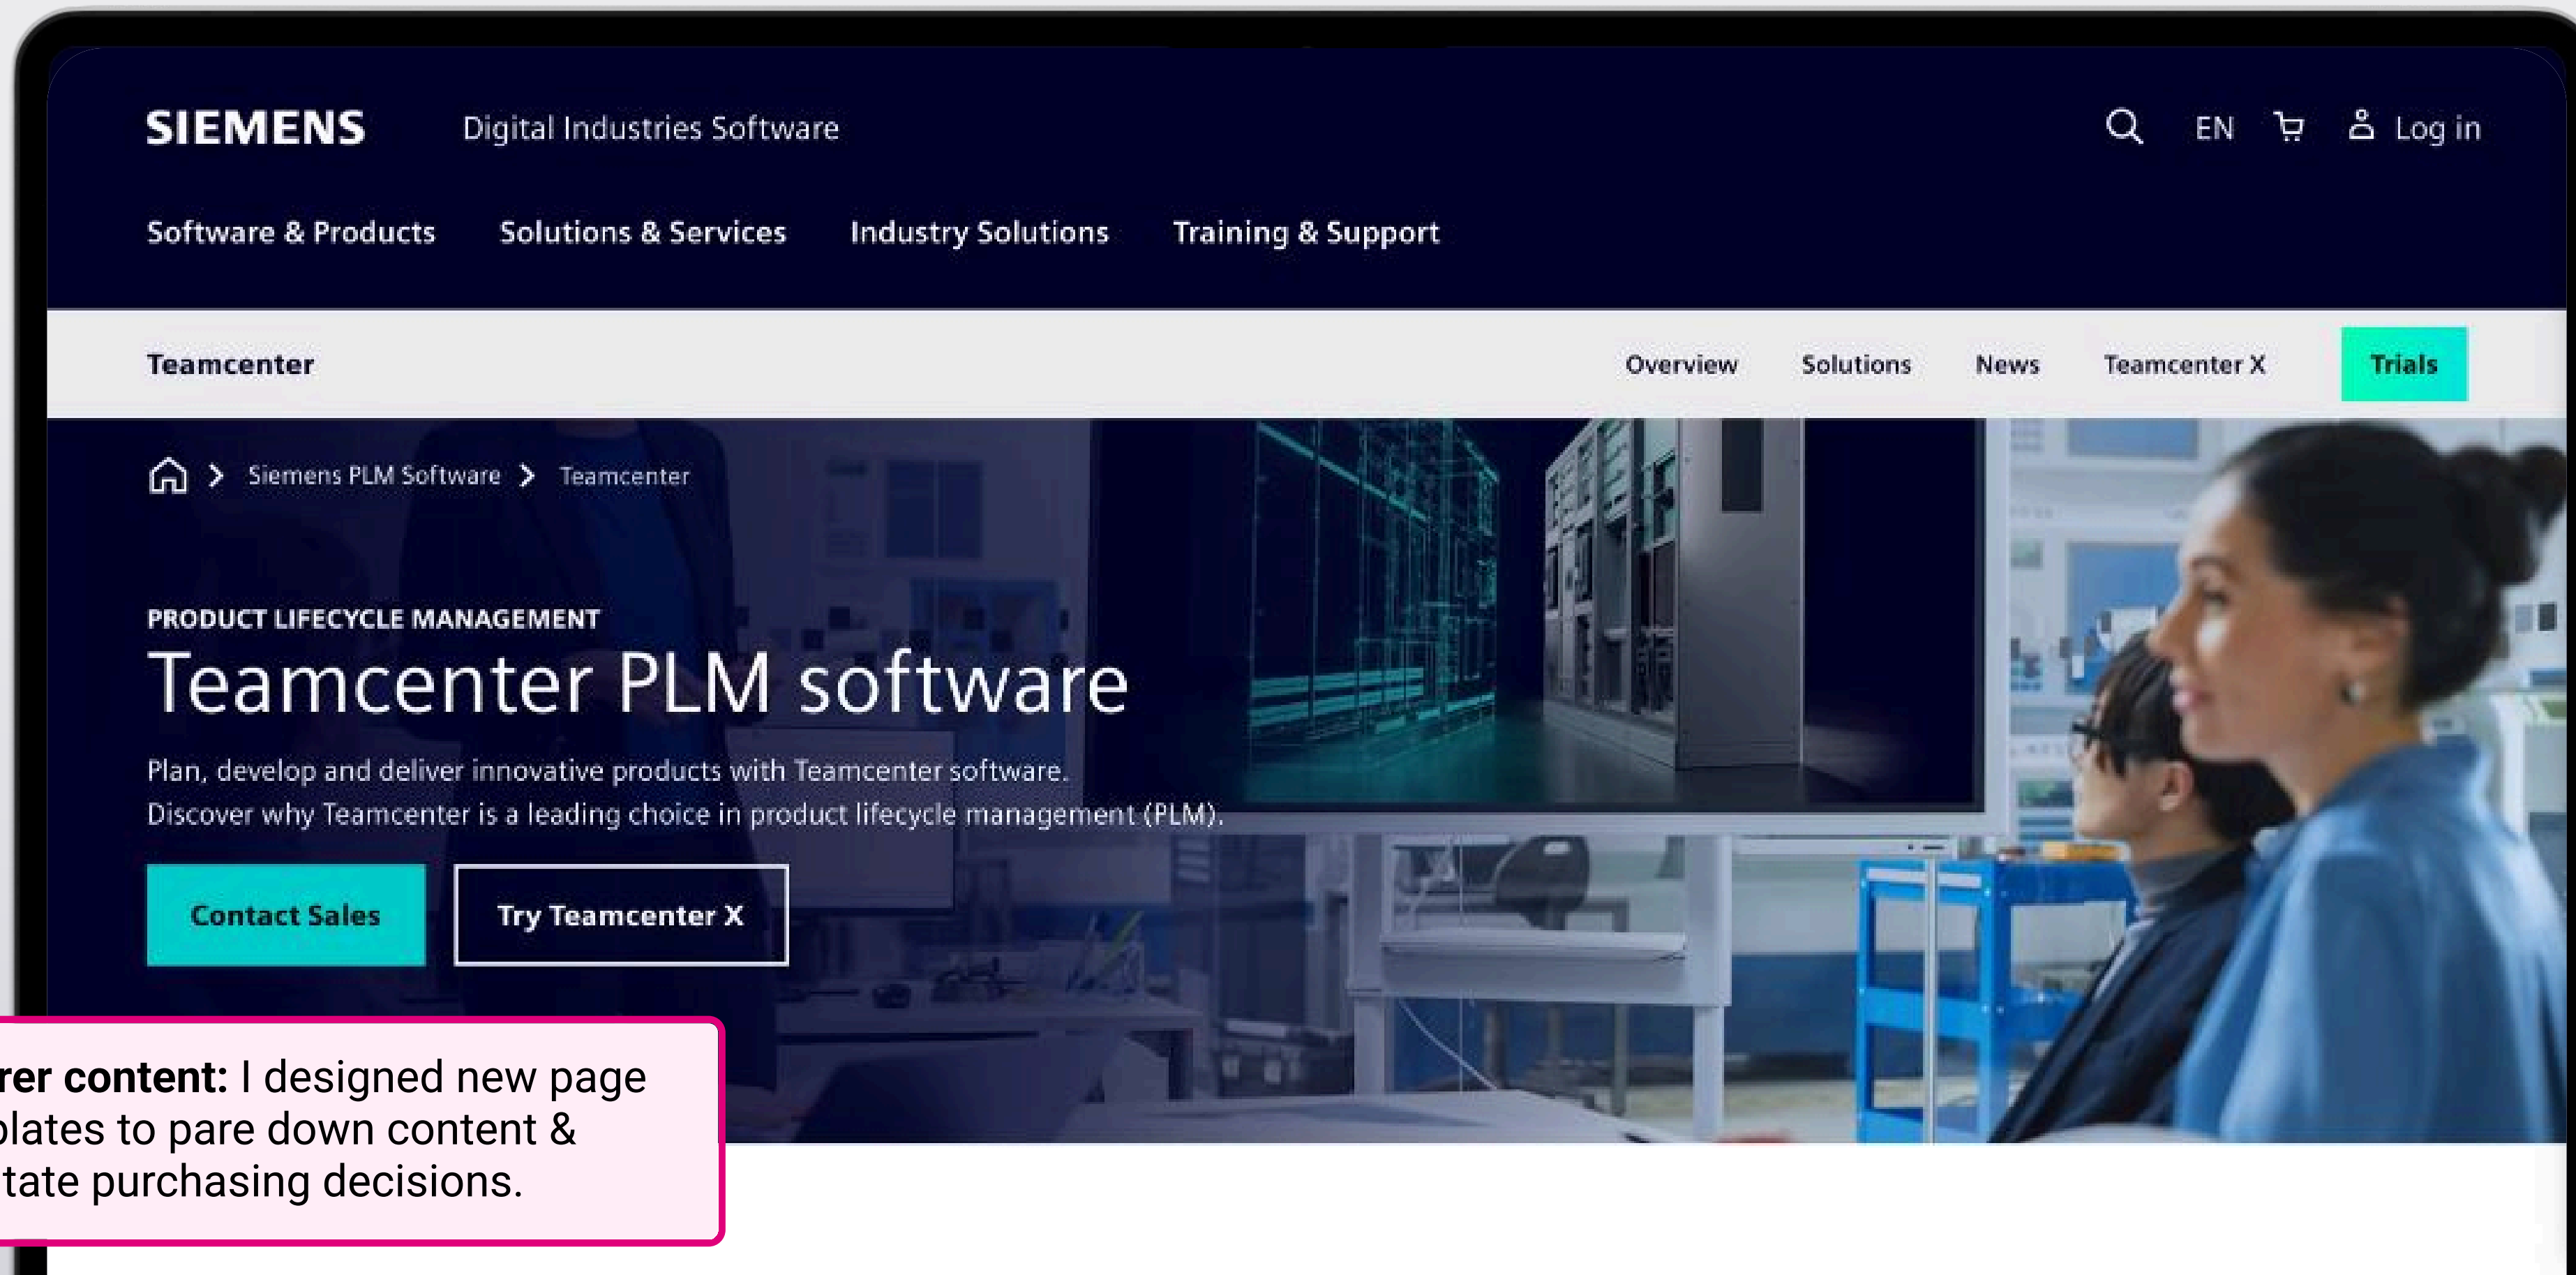 SIEMENS
Digital Industries Software
EN
Log in
Software & Products
Solutions & Services
Industry Solutions
Training & Support
Teamcenter
Overview
Solutions
News
Teamcenter X
Trials
Siemens PLM Software
Teamcenter
PRODUCT LIFECYCLE MANAGEMENT
Teamcenter PLM software
Plan, develop and deliver innovative products with Teamcenter software.
Discover why Teamcenter is a leading choice in product lifecycle management (PLM).
Contact Sales
Try Teamcenter X
rer content: I designed new page
plates to pare down content &
tate purchasing decisions.